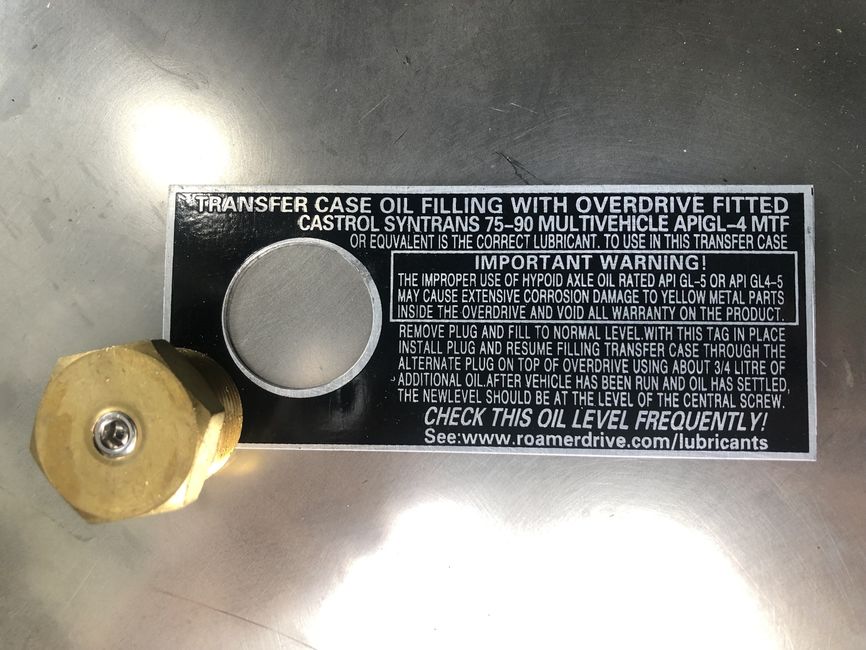 TRANSFER CASE OIL FILLING WITH OVERDRIVE FITTED
CASTROL SYNTRANS 75-90 MULTIVEHICLE APIGL-4 MTF
OR EQUVALENT IS THE CORRECT LUBRICANT. TO USE IN THIS TRANSFER CASE
IMPORTANT WARNING!
THE IMPROPER USE OF HYPOID AXLE OIL RATED API GL-5 OR API GL4-5
MAY CAUSE EXTENSIVE CORROSION DAMAGE TO YELLOW METAL PARTS
INSIDE THE OVERDRIVE AND VOID ALL WARRANTY ON THE PRODUCT.
REMOVE PLUG AND FILL TO NORMAL LEVEL.WITH THIS TAG IN PLACE
INSTALL PLUG AND RESUME FILLING TRANSFER CASE THROUGH THE
ALTERNATE PLUG ON TOP OF OVERDRIVE USING ABOUT 3/4 LITRE OF
ADDITIONAL OIL.AFTER VEHICLE HAS BEEN RUN AND OIL HAS SETTLED,
THE NEWLEVEL SHOULD BE AT THE LEVEL OF THE CENTRAL SCREW.
CHECK THIS OIL LEVEL FREQUENTLY!
See:www.roamerdrive.com/lubricants